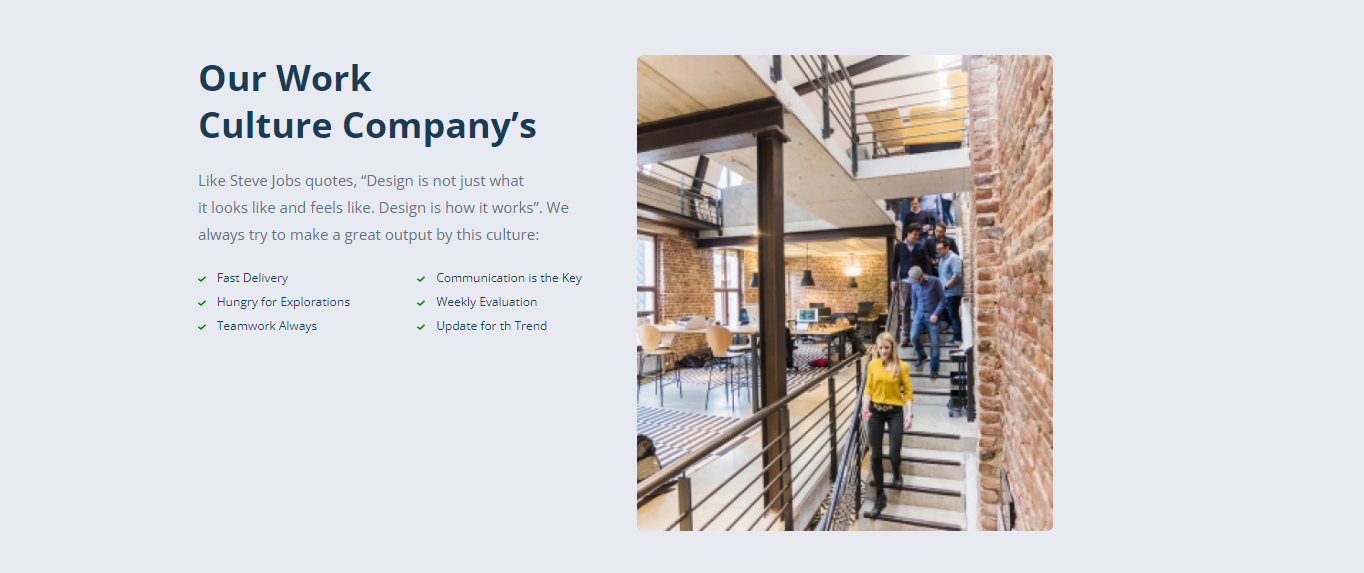 Our Work
Culture Company’s
Like Steve Jobs quotes, “Design is not just what
it looks like and feels like. Design is how it works”. We
always try to make a great output by this culture:
Fast Delivery
Communication is the Key
Hungry for Explorations
Weekly Evaluation
Teamwork Always
Update for th Trend